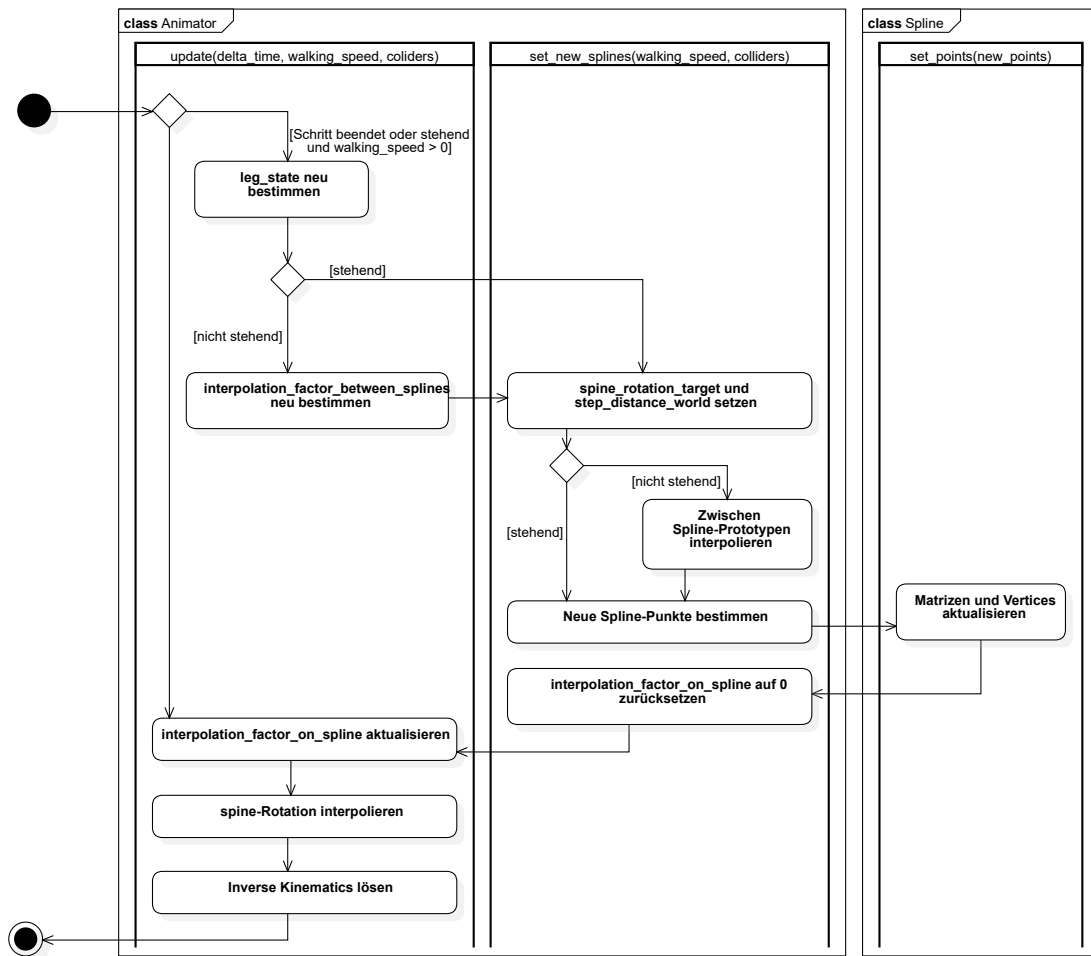 class Animator
class Spline
update(delta_time, walking_speed, coliders)
set_new_splines(walking_speed, colliders)
set_points(new_points)
[Schritt beendet oder stehend
und walking_speed > 0]
leg_state neu
bestimmen
[stehend]
[nicht stehend]
interpolation_factor_between_splines
neu bestimmen
spine_rotation_target und
step_distance_world setzen
[nicht stehend]
[stehend]
Zwischen
Spline-Prototypen
interpolieren
Neue Spline-Punkte bestimmen
Matrizen und Vertices
aktualisieren
interpolation_factor_on_spline auf 0
zurücksetzen
interpolation_factor_on_spline aktualisieren
spine-Rotation interpolieren
Inverse Kinematics lösen